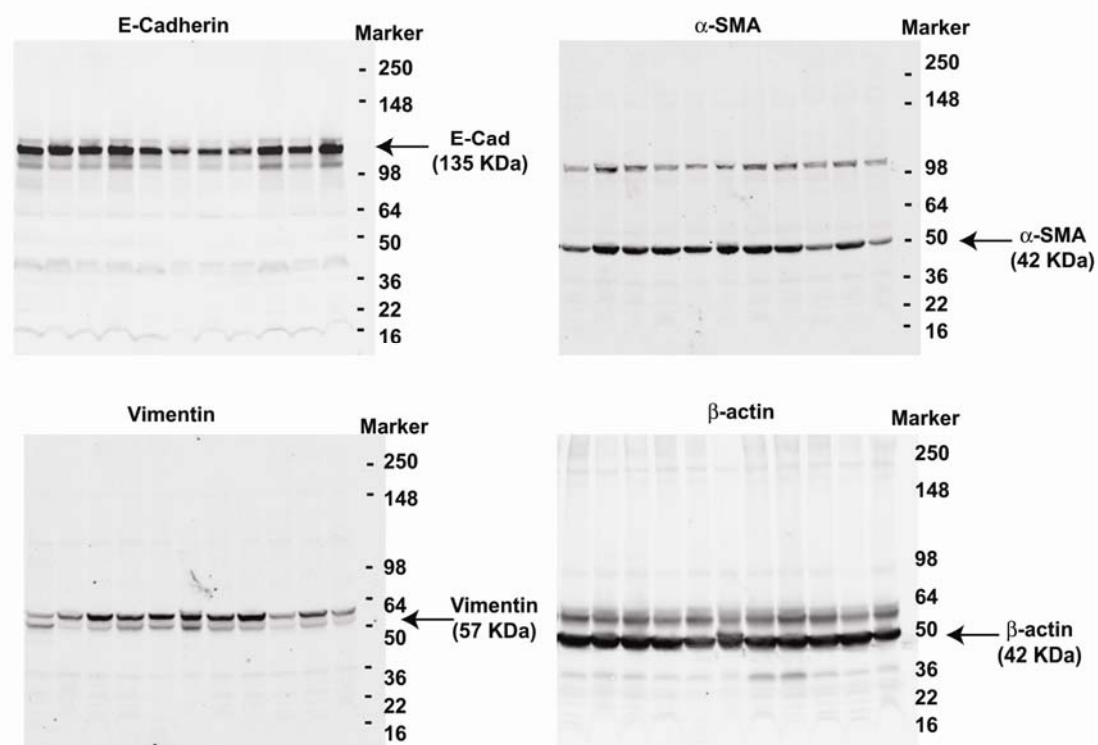 E-Cadherin
Marker
- 250
- 148
E-Cad
(135 KDa)
- 98
- 64
- 50
- 36
- 22
- 16
α-SMA
Marker
- 250
- 148
- 98
- 64
- 50
α-SMA
(42 KDa)
- 36
- 22
- 16
Vimentin
Marker
- 250
- 148
- 98
- 64
Vimentin
(57 KDa)
- 50
- 36
- 22
- 16
β-actin
Marker
250
148
98
64
50
β-actin
(42 KDa)
36
22
16